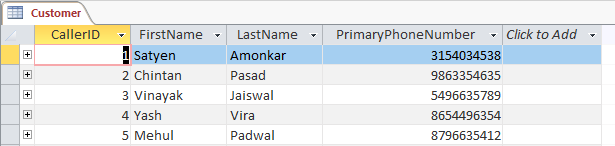 Customer
CallerID FirstName LastName PrimaryPhoneNumber Click to Add
1 Satyen Amonkar 3154034538
2 Chintan Pasad 9863354635
3 Vinayak Jaiswal 5496635789
4 Yash Vira 8654496354
5 Mehul Padwal 8796635412